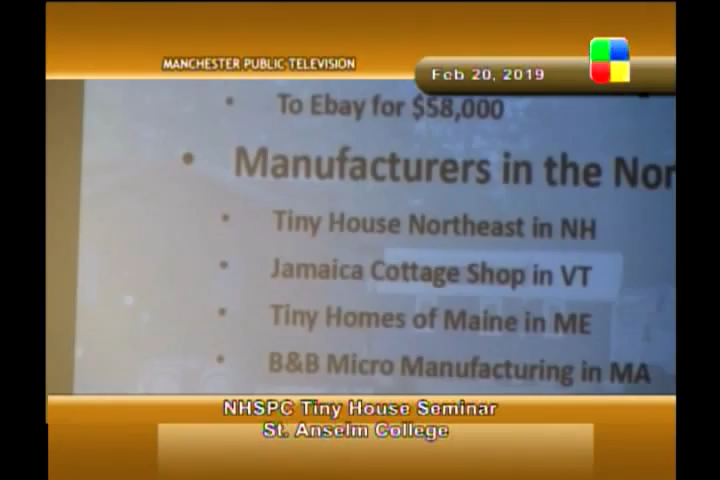 MANCHESTER PUBLIC TELEVISION
Feb 20, 2019
• To Ebay for $58,000
• Manufacturers in the Nor
• Tiny House Northeast in NH
• Jamaica Cottage Shop in VT
• Tiny Homes of Maine in ME
• B&B Micro Manufacturing in MA
NHSPC Tiny House Seminar
St. Anselm College